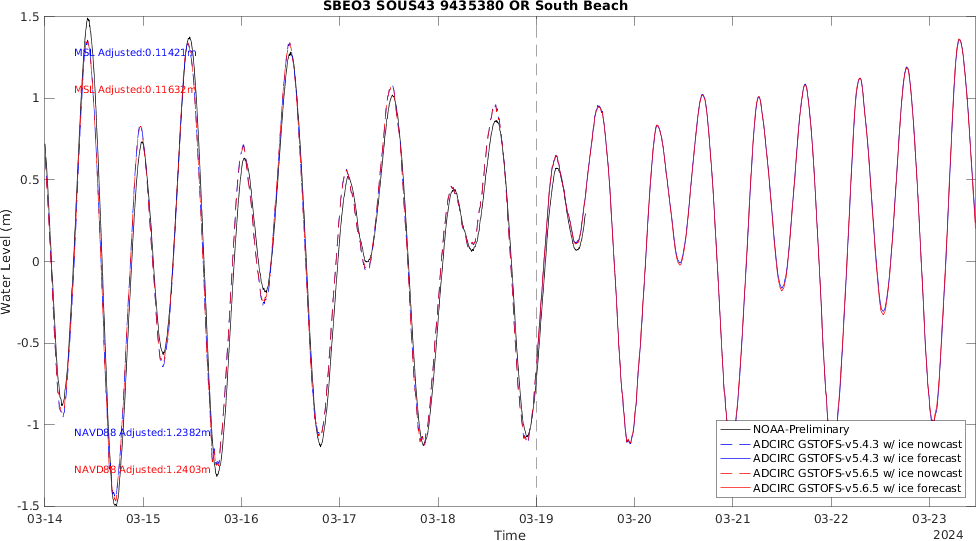 SBEO3 SOUS43 9435380 OR South Beach
1.5
1
0.5
0
-0.5
-1
-1.5
Water Level (m)
MSL Adjusted:0.11421m
MSL Adjusted:0.11632m
NAVD88 Adjusted:1.2382m
NAVD88 Adjusted:1.2403m
NOAA-Preliminary
ADCIRC GSTOFS-v5.4.3 w/ ice nowcast
ADCIRC GSTOFS-v5.4.3 w/ ice forecast
ADCIRC GSTOFS-v5.6.5 w/ ice nowcast
ADCIRC GSTOFS-v5.6.5 w/ ice forecast
03-14 03-15 03-16 03-17 03-18 03-19 03-20 03-21 03-22 03-23
Time
2024